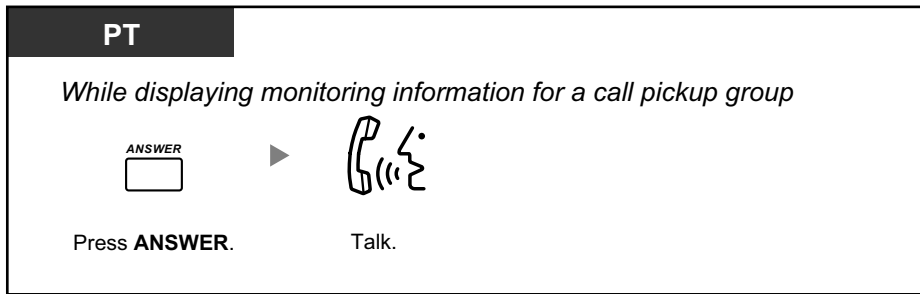 PT
While displaying monitoring information for a call pickup group
ANSWER
Press ANSWER.
Talk.